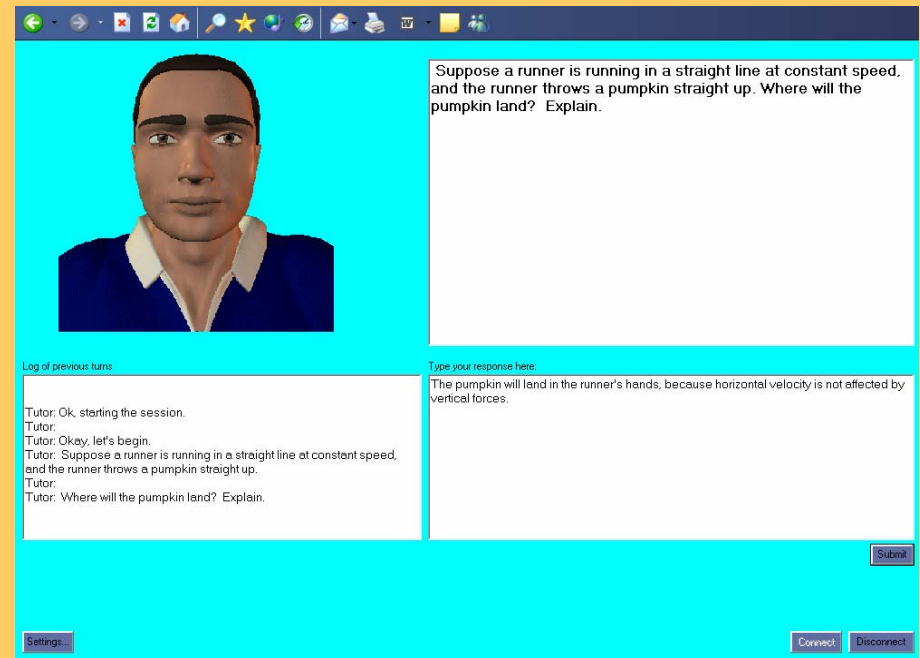 Suppose a runner is running in a straight line at constant speed,
and the runner throws a pumpkin straight up. Where will the
pumpkin land?  Explain.
Log of previous turns
Tutor: Ok, starting the session.
Tutor:
Tutor: Okay, let's begin.
Tutor:  Suppose a runner is running in a straight line at constant speed,
and the runner throws a pumpkin straight up.
Tutor:
Tutor:  Where will the pumpkin land?  Explain.
Type your response here:
The pumpkin will land in the runner's hands, because horizontal velocity is not affected by
vertical forces.
Submit
Settings...
Connect
Disconnect